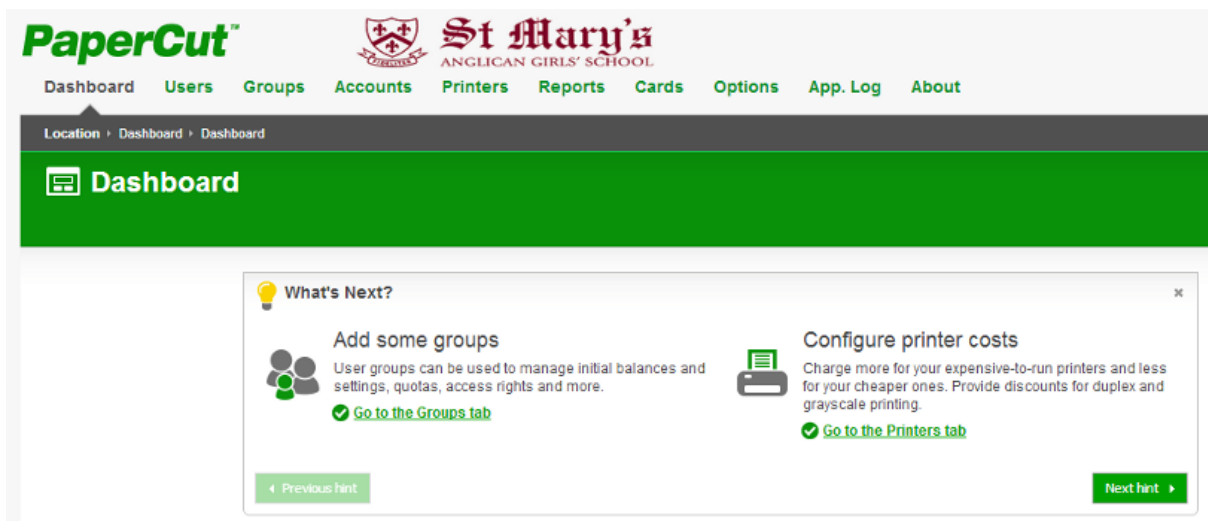 PaperCut™
St Mary's
ANGLICAN GIRLS' SCHOOL
Dashboard Users Groups Accounts Printers Reports Cards Options App. Log About
Location Dashboard Dashboard
Dashboard
What's Next?
Add some groups
User groups can be used to manage initial balances and
settings, quotas, access rights and more.
Go to the Groups tab
Configure printer costs
Charge more for your expensive-to-run printers and less
for your cheaper ones. Provide discounts for duplex and
grayscale printing.
Go to the Printers tab
Previous hint
Next hint